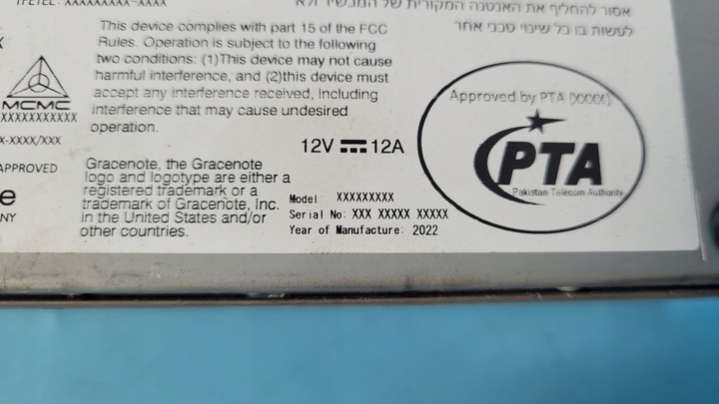 TPETEL: XXXXXXXXX-XXXX
This device complies with part 15 of the FCC
Rules. Operation is subject to the following
two conditions: (1)This device may not cause
harmful interference, and (2)this device must
accept any interference received, Including
interference that may cause undesired
operation.
אסור להחליף את האנטנה המקורית של המכשיר ולא
לעשות בו כל שינוי טכני אחר
X
MCMC
XXXXXXXXXXXX
X-XXXX/XXX
APPROVED
e
NY
12V 12A
Gracenote, the Gracenote
logo and logotype are either a
registered trademark or a
trademark of Gracenote, Inc.
in the United States and/or
other countries.
Model XXXXXXXXX
Serial No: XXX XXXXX XXXXX
Year of Manufacture: 2022
Approved by PTA (XXXXX)
PTA
Pakistan Telecom Authority